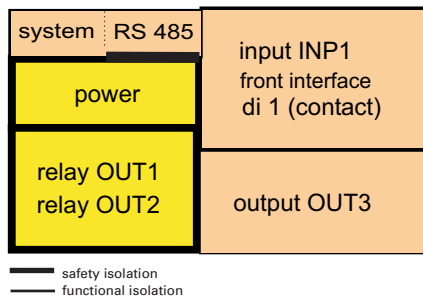 system RS 485
power
relay OUT1
relay OUT2
input INP1
front interface
di 1 (contact)
output OUT3
safety isolation
functional isolation